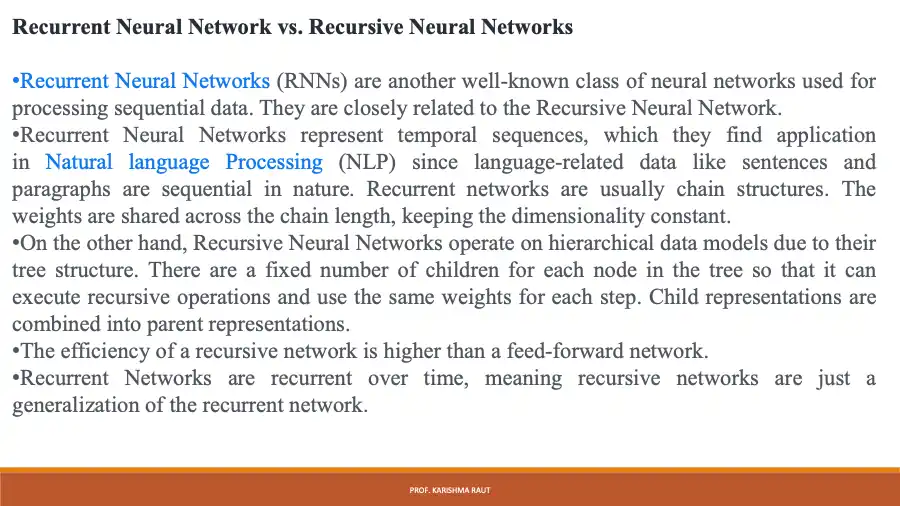 Recurrent Neural Network vs. Recursive Neural Networks
•Recurrent Neural Networks (RNNs) are another well-known class of neural networks used for
processing sequential data. They are closely related to the Recursive Neural Network.
•Recurrent Neural Networks represent temporal sequences, which they find application
in Natural language Processing (NLP) since language-related data like sentences and
paragraphs are sequential in nature. Recurrent networks are usually chain structures. The
weights are shared across the chain length, keeping the dimensionality constant.
•On the other hand, Recursive Neural Networks operate on hierarchical data models due to their
tree structure. There are a fixed number of children for each node in the tree so that it can
execute recursive operations and use the same weights for each step. Child representations are
combined into parent representations.
•The efficiency of a recursive network is higher than a feed-forward network.
•Recurrent Networks are recurrent over time, meaning recursive networks are just a
generalization of the recurrent network.
PROF. KARISHMA RAUT